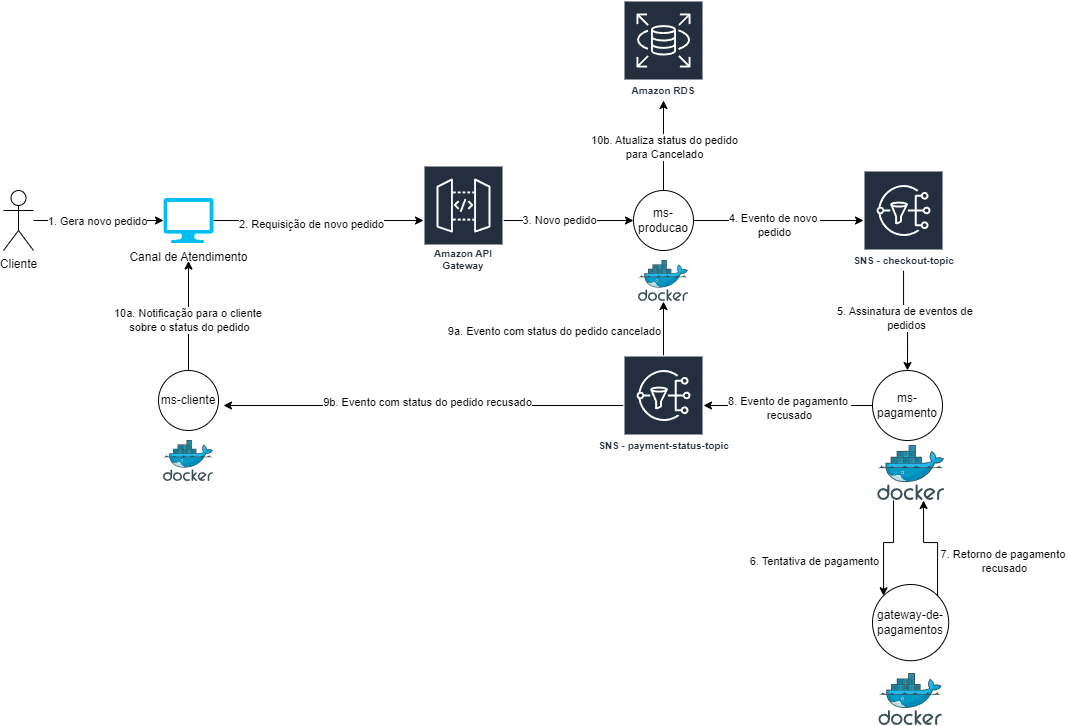 Amazon RDS
10b. Atualiza status do pedido
para Cancelado
1. Gera novo pedido
Cliente
Canal de Atendimento
2. Requisição de novo pedido
Amazon API
Gateway
3. Novo pedido
ms-
producao
docker
4. Evento de novo
pedido
SNS - checkout-topic
5. Assinatura de eventos de
pedidos
10a. Notificação para o cliente
sobre o status do pedido
9a. Evento com status do pedido cancelado
ms-cliente
docker
9b. Evento com status do pedido recusado
SNS - payment-status-topic
8. Evento de pagamento
recusado
ms-
pagamento
docker
6. Tentativa de pagamento
7. Retorno de pagamento
recusado
gateway-de-
pagamentos
docker